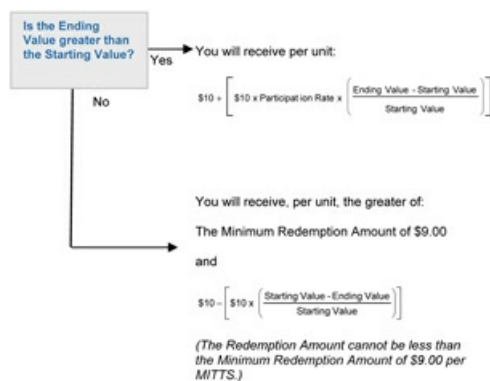 Is the Ending
Value greater than
the Starting Value?
Yes
You will receive per unit:
$10 + [ $10 x Participation Rate x ( Ending Value - Starting Value / Starting Value ) ]
No
You will receive, per unit, the greater of:
The Minimum Redemption Amount of $9.00
and
$10 – [ $10 x ( Starting Value - Ending Value / Starting Value ) ]
(The Redemption Amount cannot be less than
the Minimum Redemption Amount of $9.00 per
MITTS.)